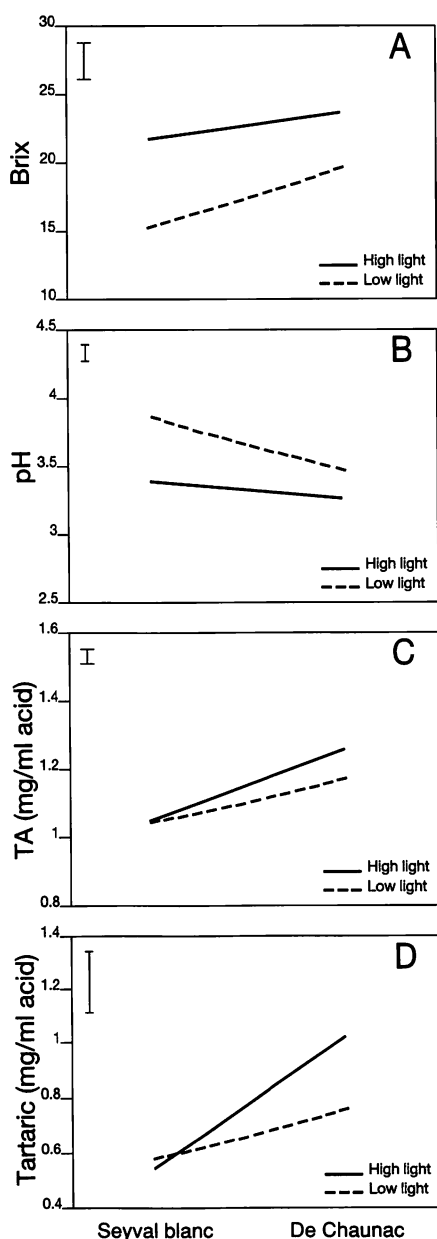 A
Brix
30
25
20
15
10
High light
Low light
B
pH
4.5
4
3.5
3
2.5
High light
Low light
C
TA (mg/ml acid)
1.6
1.4
1.2
1
0.8
High light
Low light
D
Tartaric (mg/ml acid)
1.4
1.2
1
0.8
0.6
0.4
High light
Low light
Seyval blanc De Chaunac